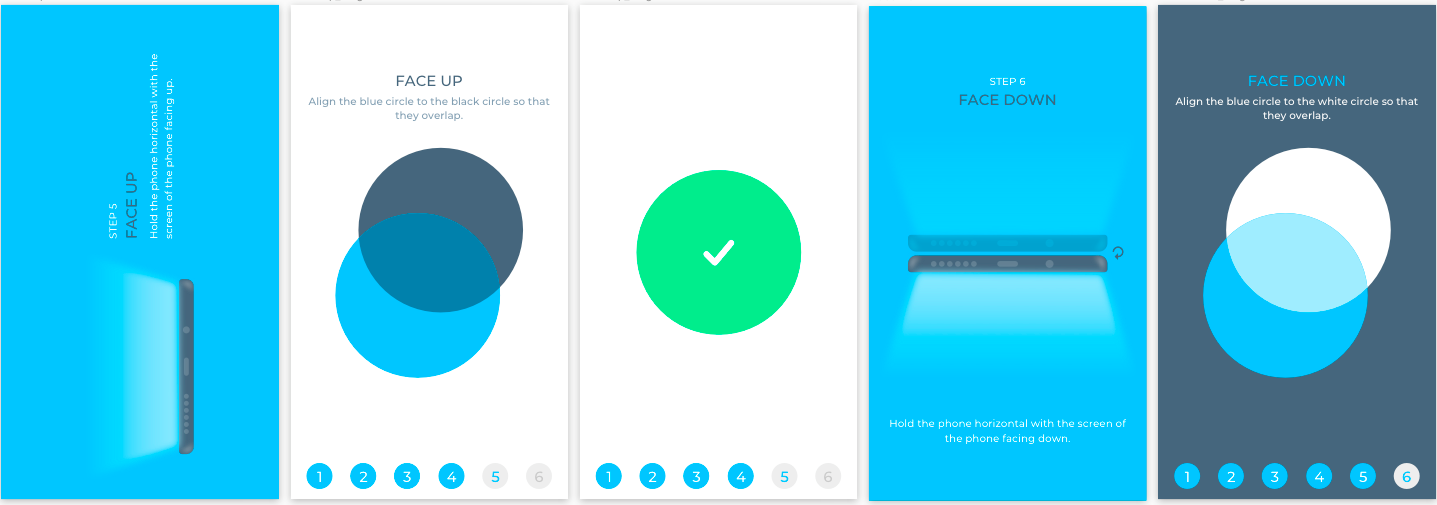 STEP 5
FACE UP
Hold the phone horizontal with the
screen of the phone facing up.
FACE UP
Align the blue circle to the black circle so that
they overlap.
1 2 3 4 5 6
1 2 3 4 5 6
STEP 6
FACE DOWN
Hold the phone horizontal with the screen of
the phone facing down.
FACE DOWN
Align the blue circle to the white circle so that
they overlap.
1 2 3 4 5 6